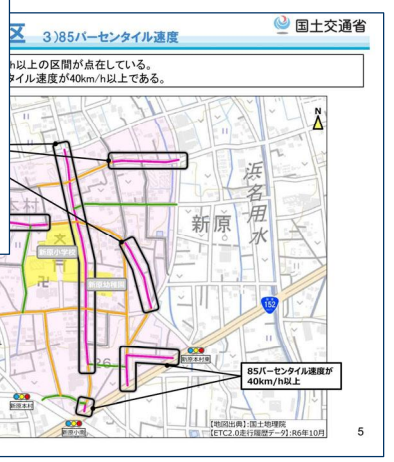 区 3)85パーセンタイル速度
国土交通省
h以上の区間が点在している。
タイル速度が40km/h以上である。
N
本村
新原小学校
新原幼稚園
新原
浜名用水
152
26
新原本村東
新原本村
新原小南
85パーセンタイル速度が
40km/h以上
【地図出典】:国土地理院
【ETC2.0走行履歴データ】:R6年10月
5